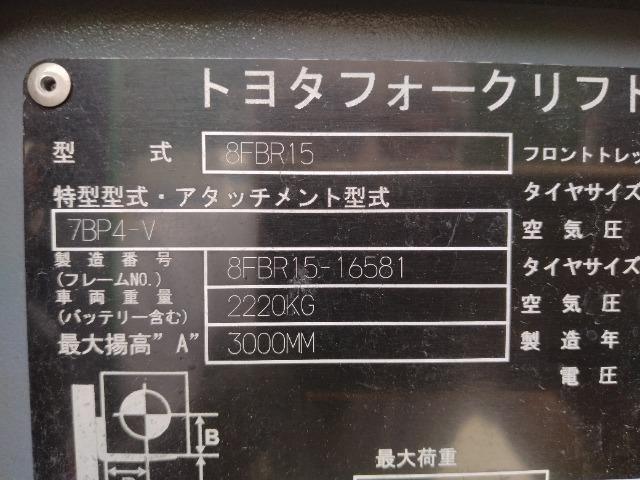 トヨタフォークリフト
型 式 8FBR15 フロントトレッ
特型型式・アタッチメント型式 タイヤサイズ
7BP4-V 空気圧
製造番号 (フレームNO.) 8FBR15-16581 タイヤサイズ
車両重量 (バッテリー含む) 2220KG 空気圧
最大揚高"A" 3000MM 製造年
電圧
B
最大荷重